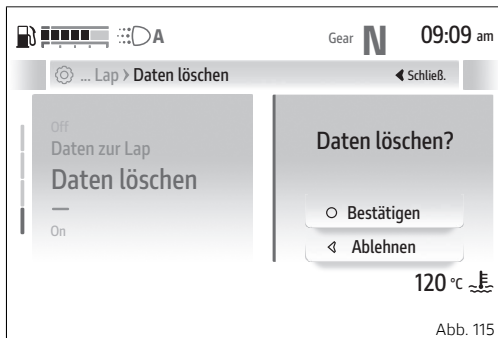 A Gear N 09:09 am
... Lap › Daten löschen Schließ.
Off
Daten zur Lap
Daten löschen
On
Daten löschen?
Bestätigen
Ablehnen
120 °C
Abb. 115